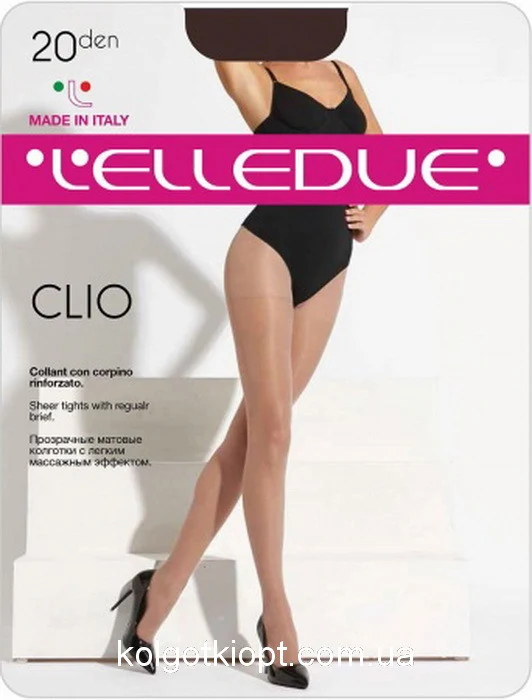 20den
MADE IN ITALY
L'ELLEDUE
CLIO
Collant con corpino
rinforzato.
Sheer tights with regualr
brief.
Прозрачные матовые
колготки с легким
массажным эффектом.
kolgotkiopt.com.ua